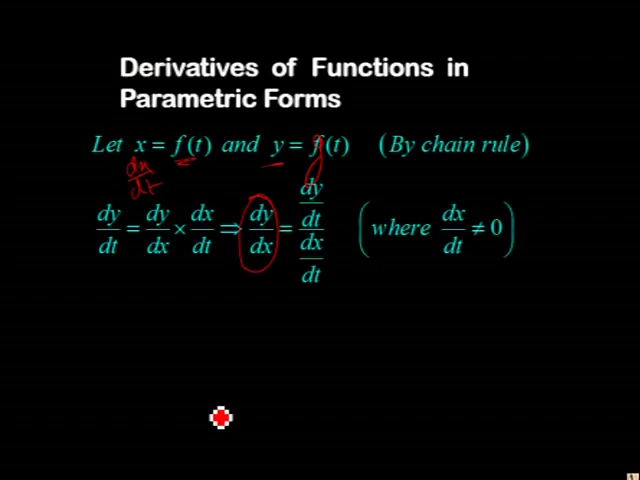 Derivatives of Functions in
Parametric Forms
Let x = f(t) and y = f(t) (By chain rule)
g
dx/dt
dy/dt = dy/dx × dx/dt ⇒ dy/dx = (dy/dt)/(dx/dt) (where dx/dt ≠ 0)